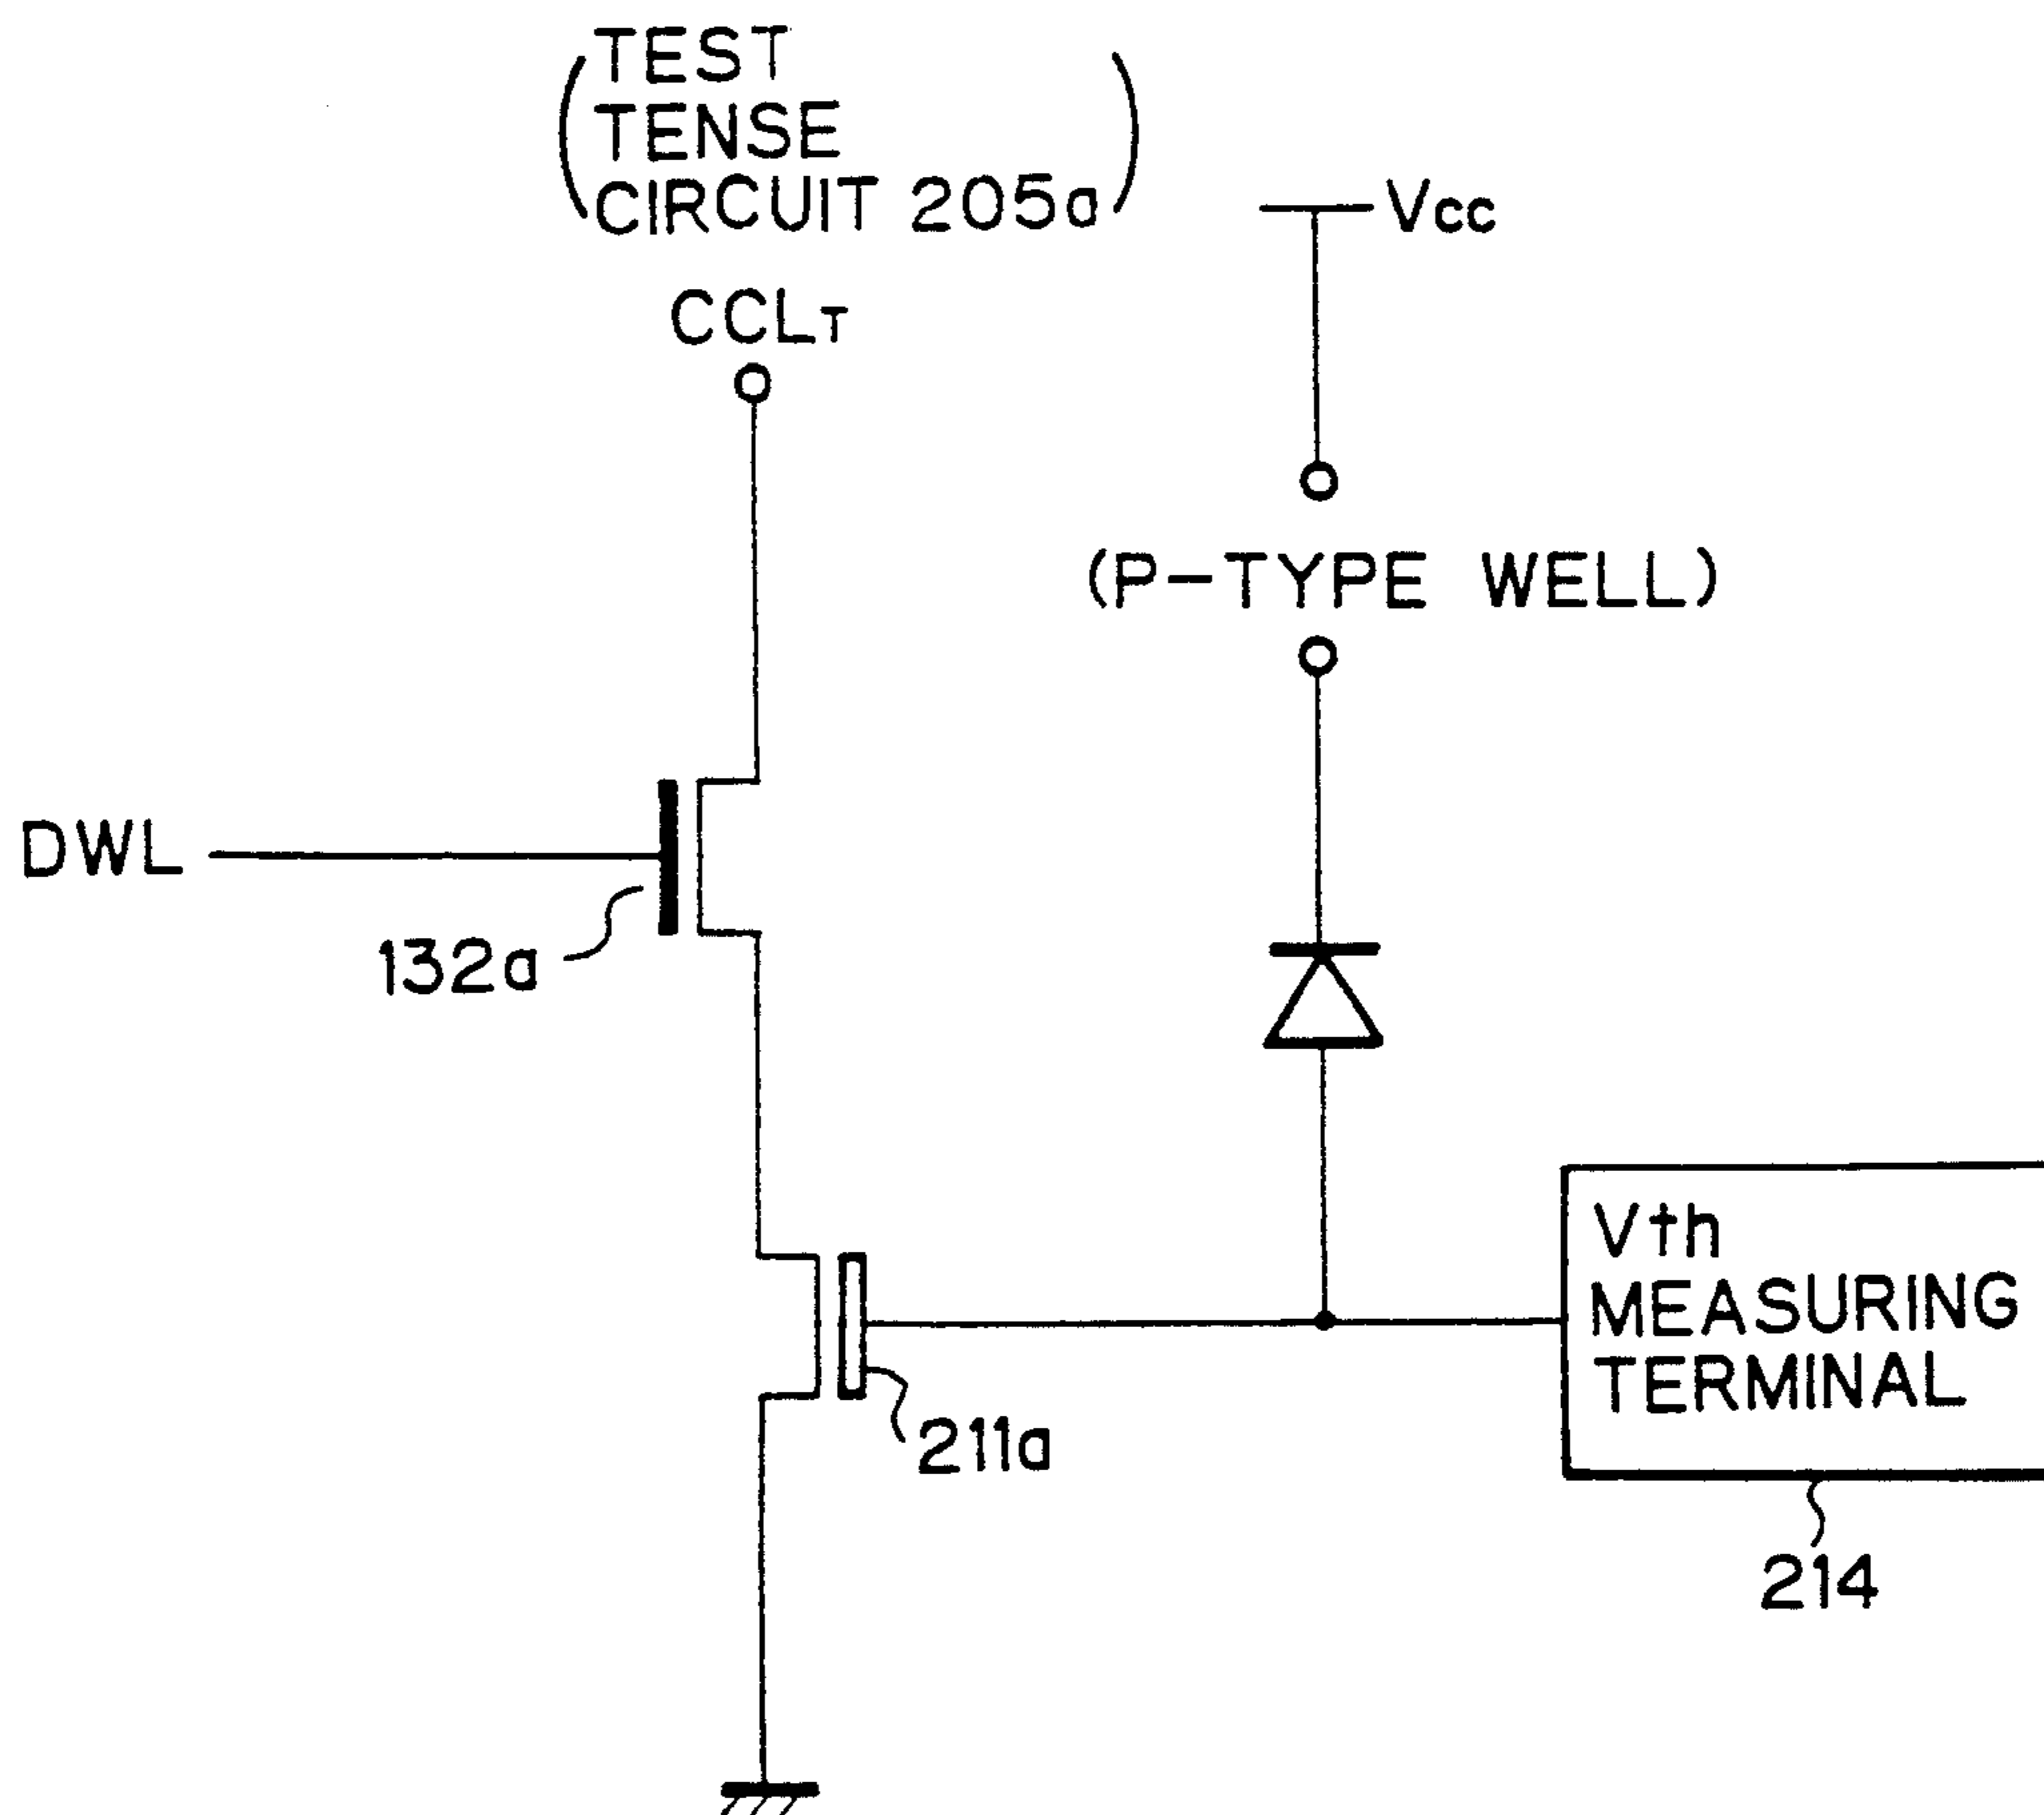 TEST
TENSE
CIRCUIT 205a
CCLT
Vcc
(P-TYPE WELL)
DWL
132a
Vth
MEASURING
TERMINAL
211a
214